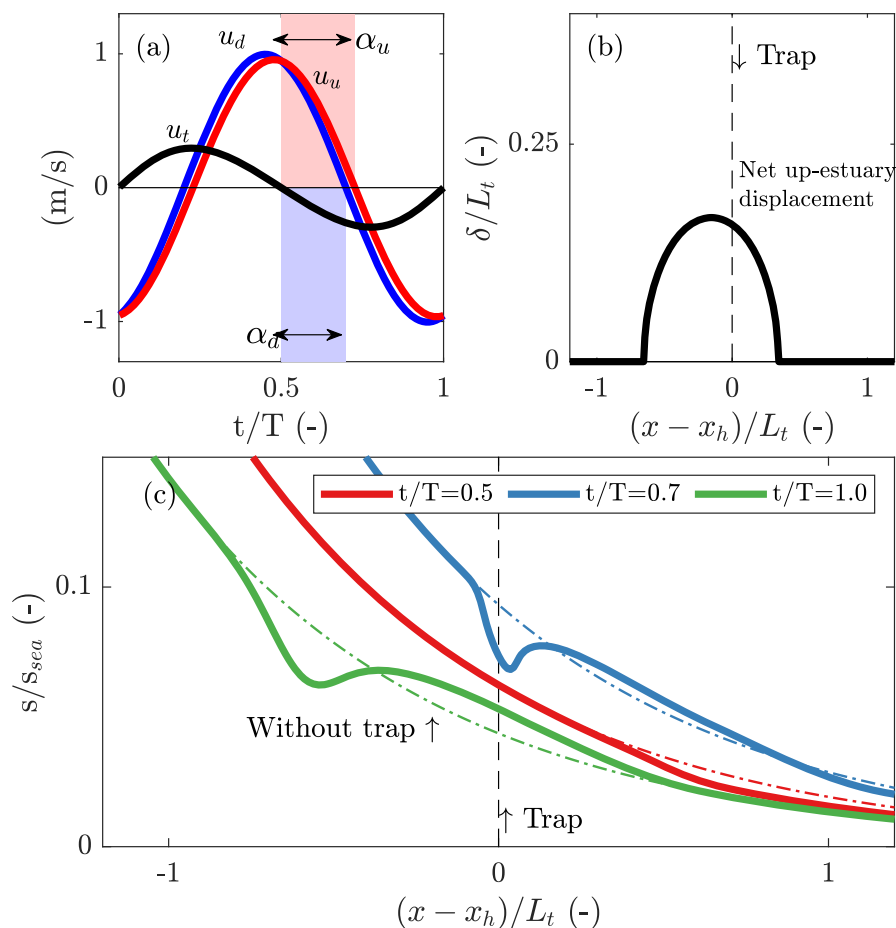 (a)
u_d
α_u
u_u
u_t
α_d
1
0
-1
(m/s)
0
0.5
1
t/T (-)
(b)
↓ Trap
0.25
Net up-estuary
displacement
0
δ/L_t (-)
-1
0
1
(x − x_h)/L_t (-)
(c)
t/T=0.5
t/T=0.7
t/T=1.0
0.1
s/s_{sea} (-)
Without trap ↑
↑ Trap
0
-1
0
1
(x − x_h)/L_t (-)